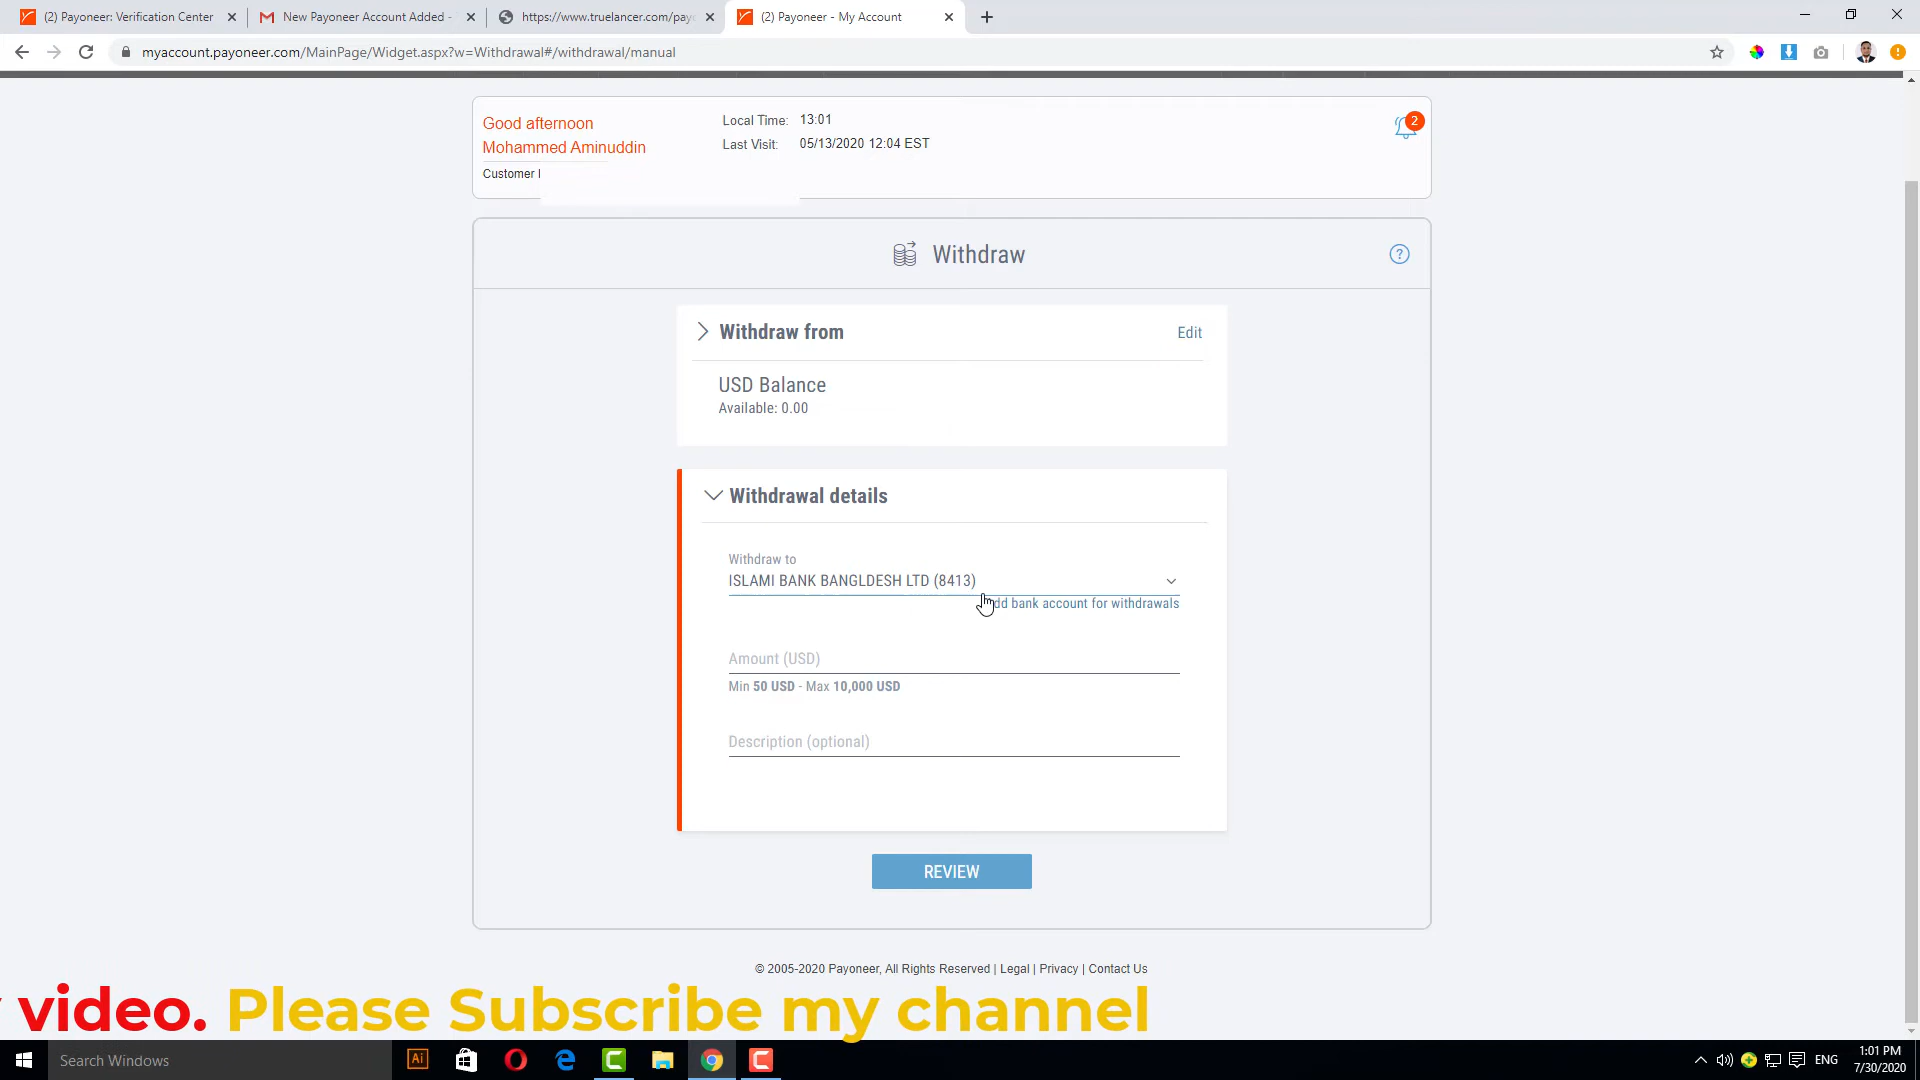 (2) Payoneer: Verification Center
New Payoneer Account Added -
https://www.truelancer.com/payo
(2) Payoneer - My Account
myaccount.payoneer.com/MainPage/Widget.aspx?w=Withdrawal#/withdrawal/manual
Good afternoon
Mohammed Aminuddin
Customer I
Local Time: 13:01
Last Visit: 05/13/2020 12:04 EST
2
Withdraw
?
Withdraw from
Edit
USD Balance
Available: 0.00
Withdrawal details
Withdraw to
ISLAMI BANK BANGLDESH LTD (8413)
dd bank account for withdrawals
Amount (USD)
Min 50 USD - Max 10,000 USD
Description (optional)
REVIEW
© 2005-2020 Payoneer, All Rights Reserved | Legal | Privacy | Contact Us
video. Please Subscribe my channel
Search Windows
Ai
ENG
1:01 PM
7/30/2020